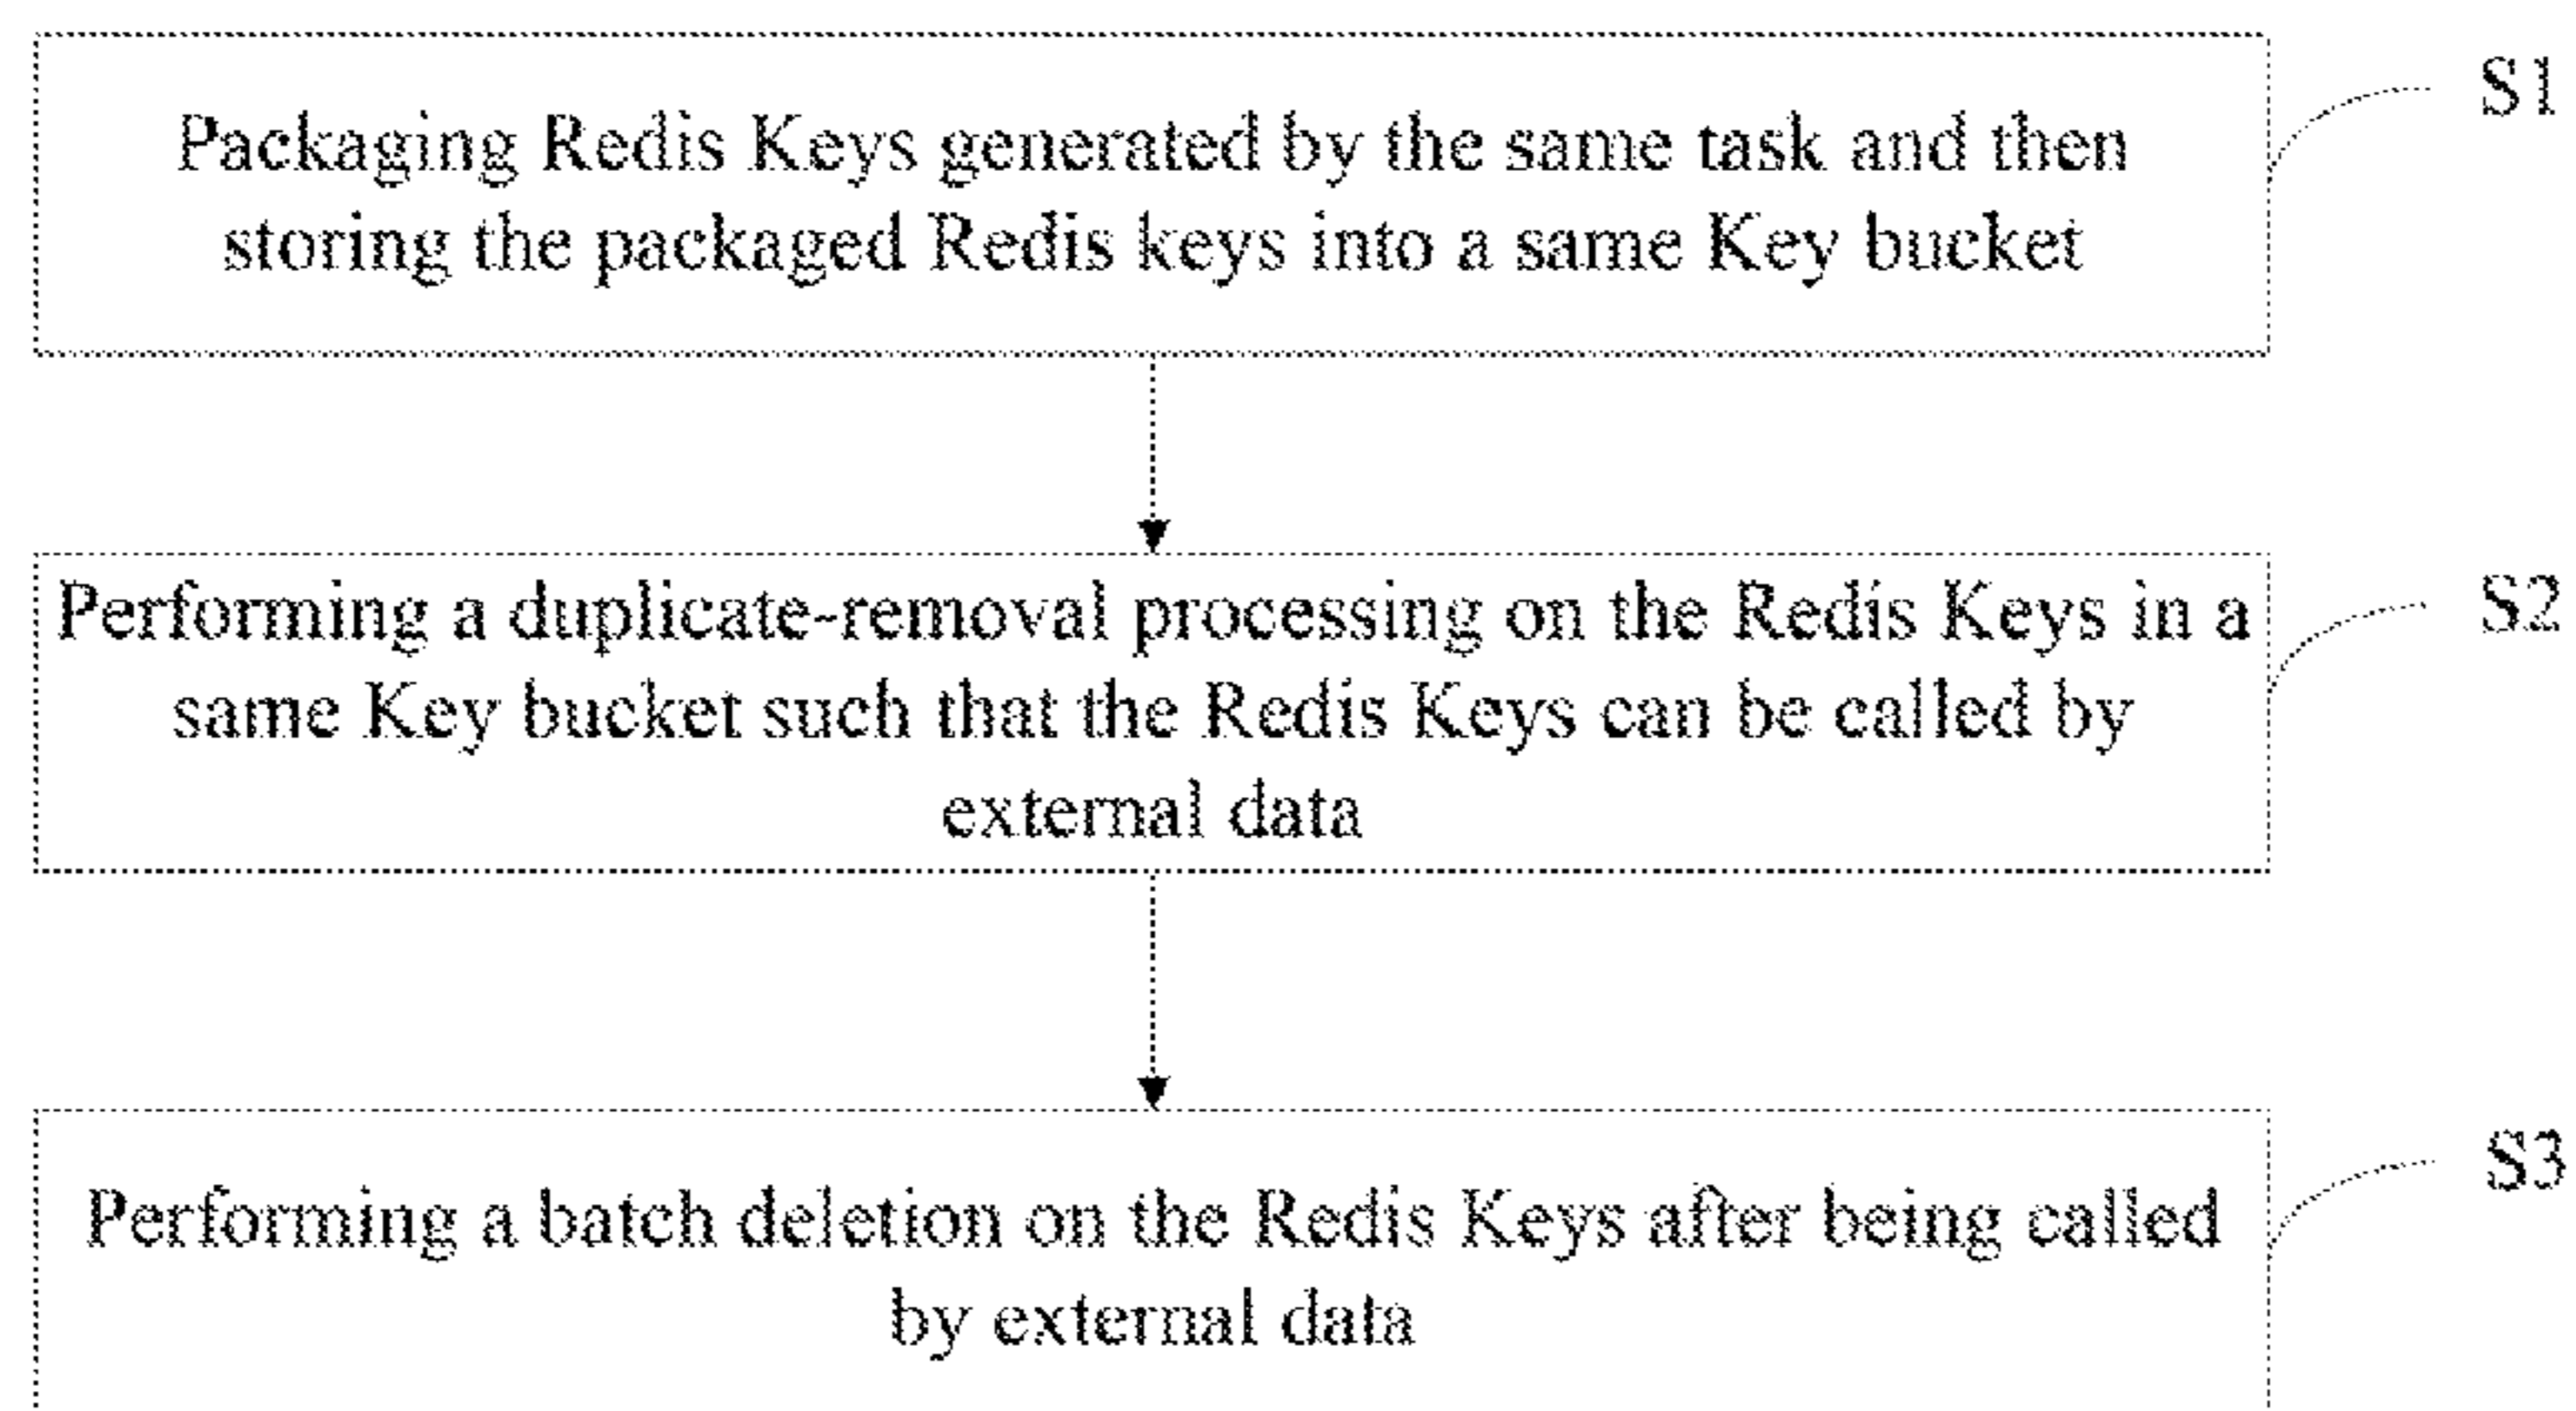 Packaging Redis Keys generated by the same task and then
storing the packaged Redis keys into a same Key bucket
S1
Performing a duplicate-removal processing on the Redis Keys in a
same Key bucket such that the Redis Keys can be called by
external data
S2
Performing a batch deletion on the Redis Keys after being called
by external data
S3